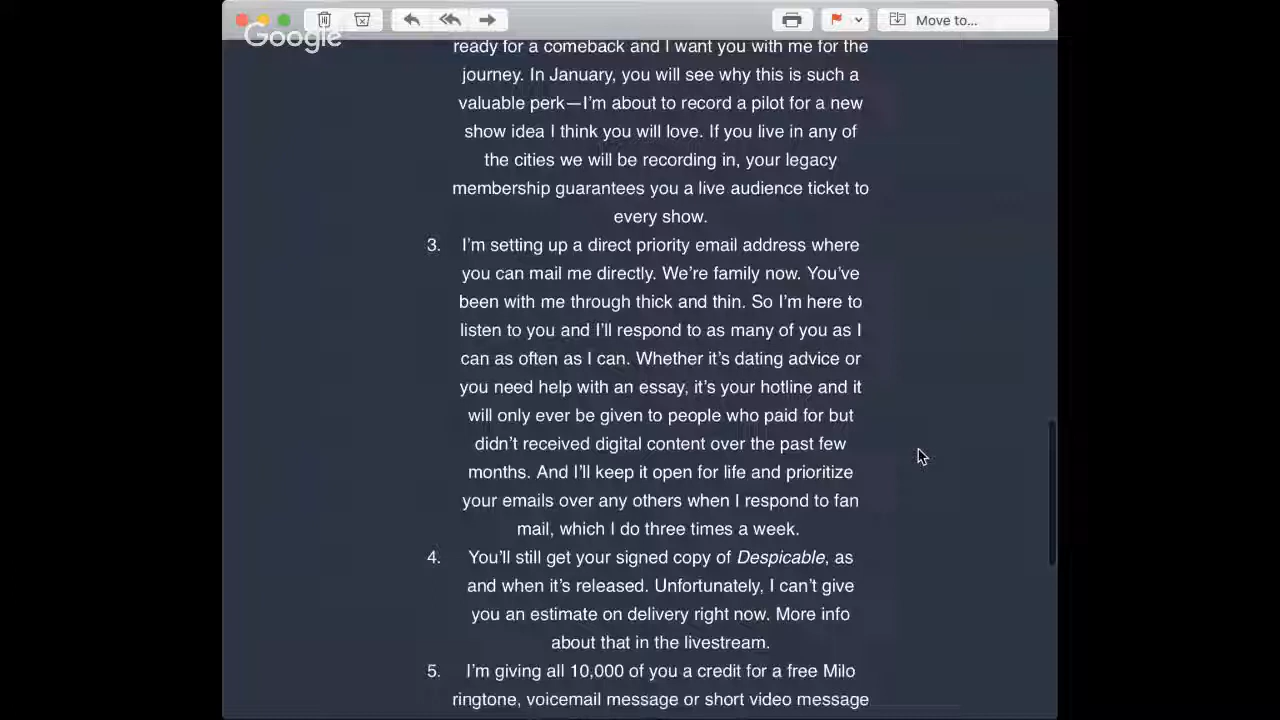 Move to...
Google
ready for a comeback and I want you with me for the
journey. In January, you will see why this is such a
valuable perk—I'm about to record a pilot for a new
show idea I think you will love. If you live in any of
the cities we will be recording in, your legacy
membership guarantees you a live audience ticket to
every show.
3. I'm setting up a direct priority email address where
you can mail me directly. We're family now. You've
been with me through thick and thin. So I'm here to
listen to you and I'll respond to as many of you as I
can as often as I can. Whether it's dating advice or
you need help with an essay, it's your hotline and it
will only ever be given to people who paid for but
didn't received digital content over the past few
months. And I'll keep it open for life and prioritize
your emails over any others when I respond to fan
mail, which I do three times a week.
4. You'll still get your signed copy of Despicable, as
and when it's released. Unfortunately, I can't give
you an estimate on delivery right now. More info
about that in the livestream.
5. I'm giving all 10,000 of you a credit for a free Milo
ringtone, voicemail message or short video message